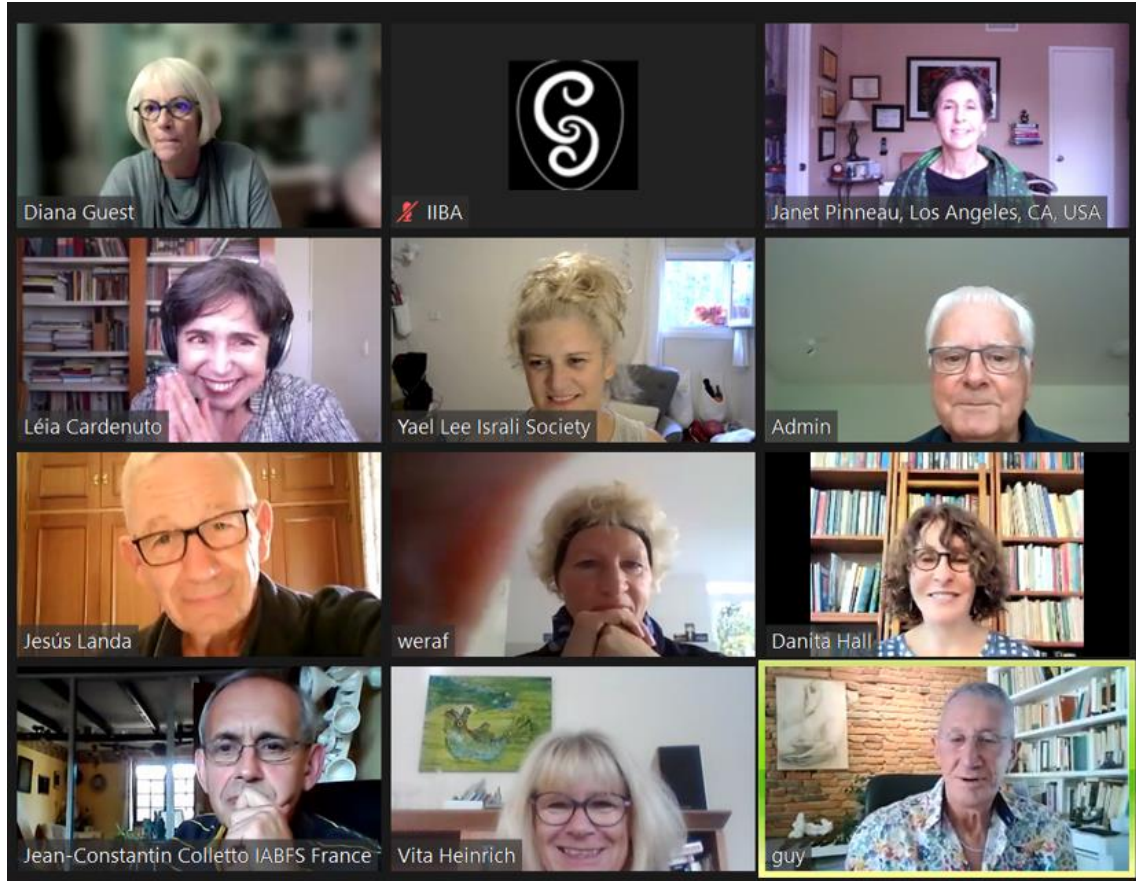 Diana Guest
IIBA
Janet Pinneau, Los Angeles, CA, USA
Léia Cardenuto
Yael Lee Israli Society
Admin
Jesús Landa
weraf
Danita Hall
Jean-Constantin Colletto IABFS France
Vita Heinrich
guy